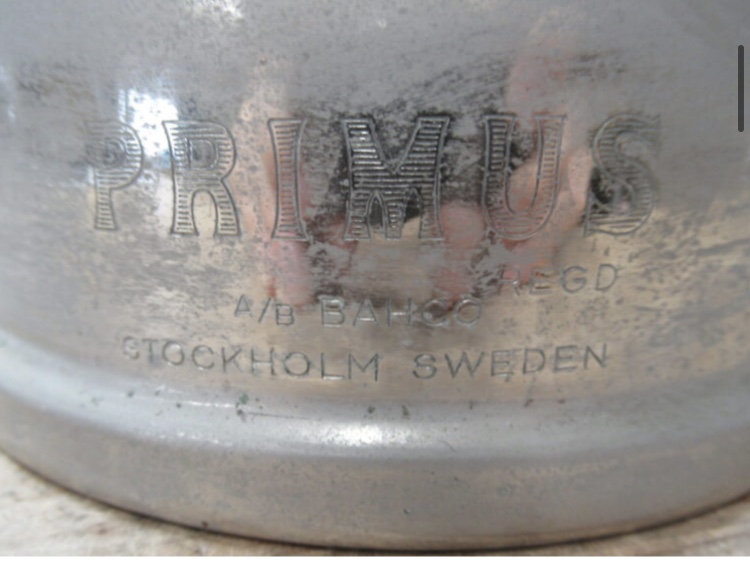 PRIMUS
REGD
A/B BAHCO
STOCKHOLM SWEDEN